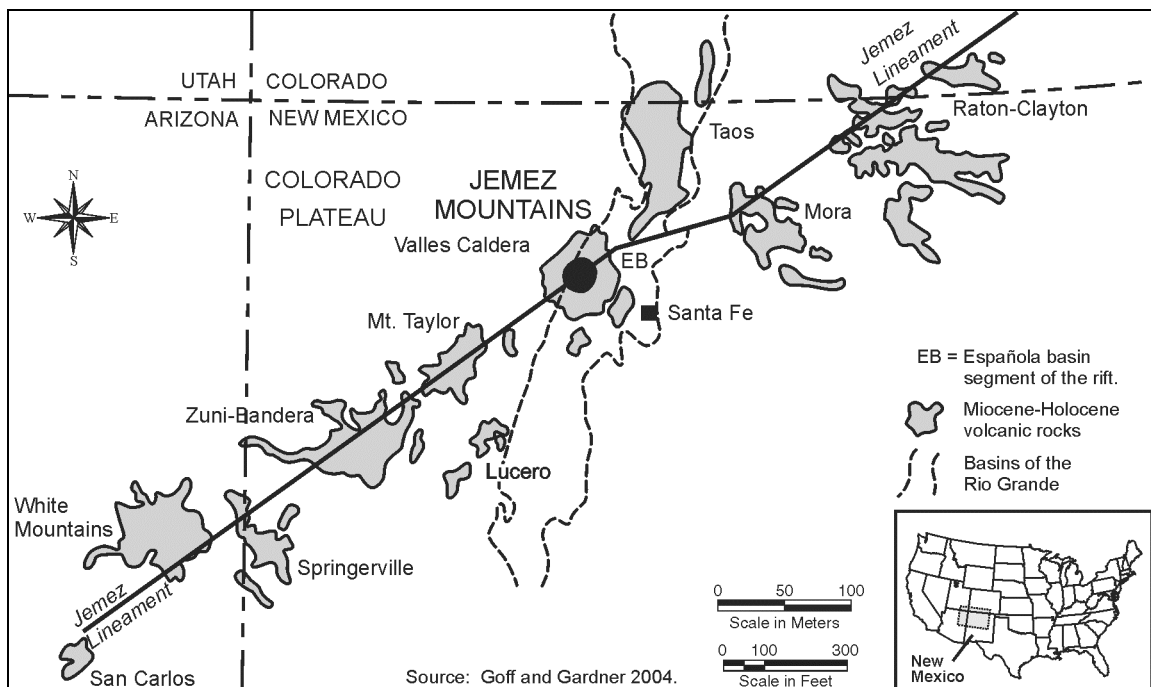 Jemez
Lineament
UTAH
COLORADO
ARIZONA
NEW MEXICO
Raton-Clayton
Taos
COLORADO
PLATEAU
JEMEZ
MOUNTAINS
N
W
E
S
Mora
Valles Caldera
EB
Santa Fe
Mt. Taylor
EB = Española basin
segment of the rift.
Zuni-Bandera
Miocene-Holocene
volcanic rocks
Lucero
Basins of the
Rio Grande
White
Mountains
Springerville
Jemez
Lineament
San Carlos
0 50 100
Scale in Meters
0 100 300
Scale in Feet
New
Mexico
Source: Goff and Gardner 2004.